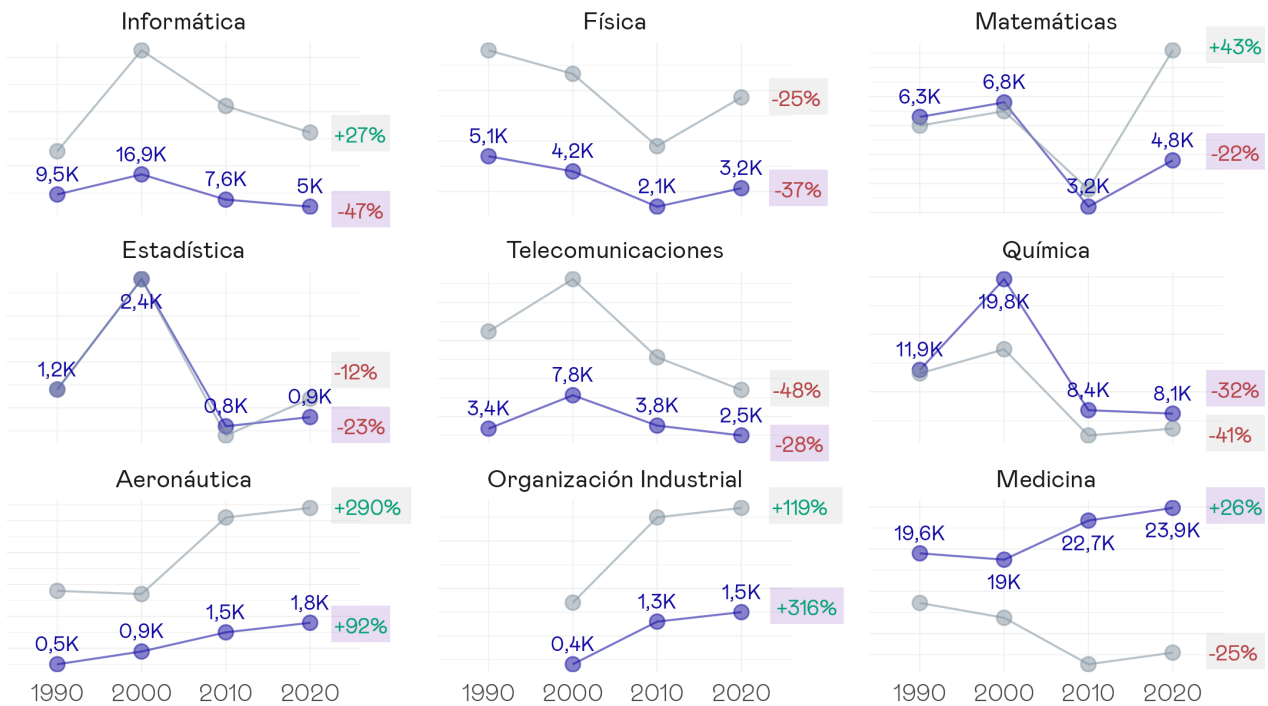 Informática
Física
Matemáticas
9,5K
16,9K
7,6K
5K
+27%
-47%
5,1K
4,2K
2,1K
3,2K
-25%
-37%
6,3K
6,8K
3,2K
4,8K
+43%
-22%
Estadística
Telecomunicaciones
Química
1,2K
2,4K
0,8K
0,9K
-12%
-23%
3,4K
7,8K
3,8K
2,5K
-48%
-28%
11,9K
19,8K
8,4K
8,1K
-32%
-41%
Aeronáutica
Organización Industrial
Medicina
0,5K
0,9K
1,5K
1,8K
+290%
+92%
0,4K
1,3K
1,5K
+119%
+316%
19,6K
19K
22,7K
23,9K
+26%
-25%
1990 2000 2010 2020
1990 2000 2010 2020
1990 2000 2010 2020